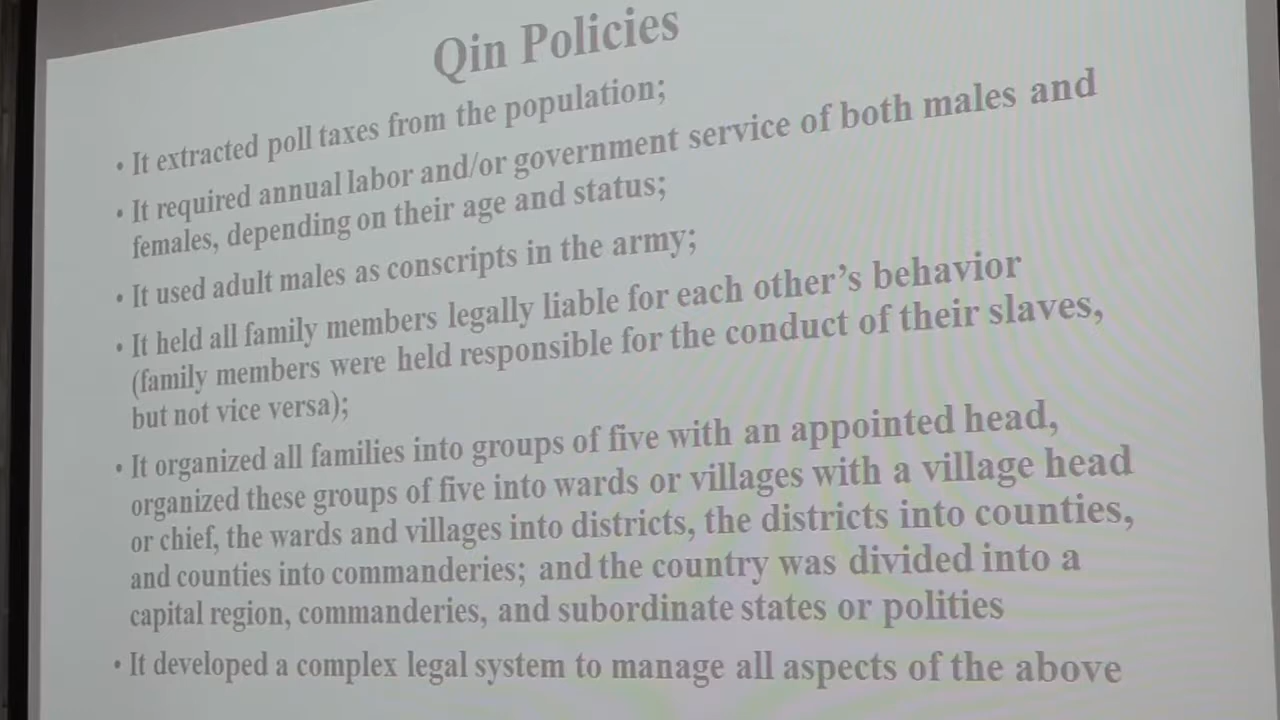 Qin Policies
• It extracted poll taxes from the population;
• It required annual labor and/or government service of both males and
females, depending on their age and status;
• It used adult males as conscripts in the army;
• It held all family members legally liable for each other's behavior
(family members were held responsible for the conduct of their slaves,
but not vice versa);
• It organized all families into groups of five with an appointed head,
organized these groups of five into wards or villages with a village head
or chief, the wards and villages into districts, the districts into counties,
and counties into commanderies; and the country was divided into a
capital region, commanderies, and subordinate states or polities
• It developed a complex legal system to manage all aspects of the above